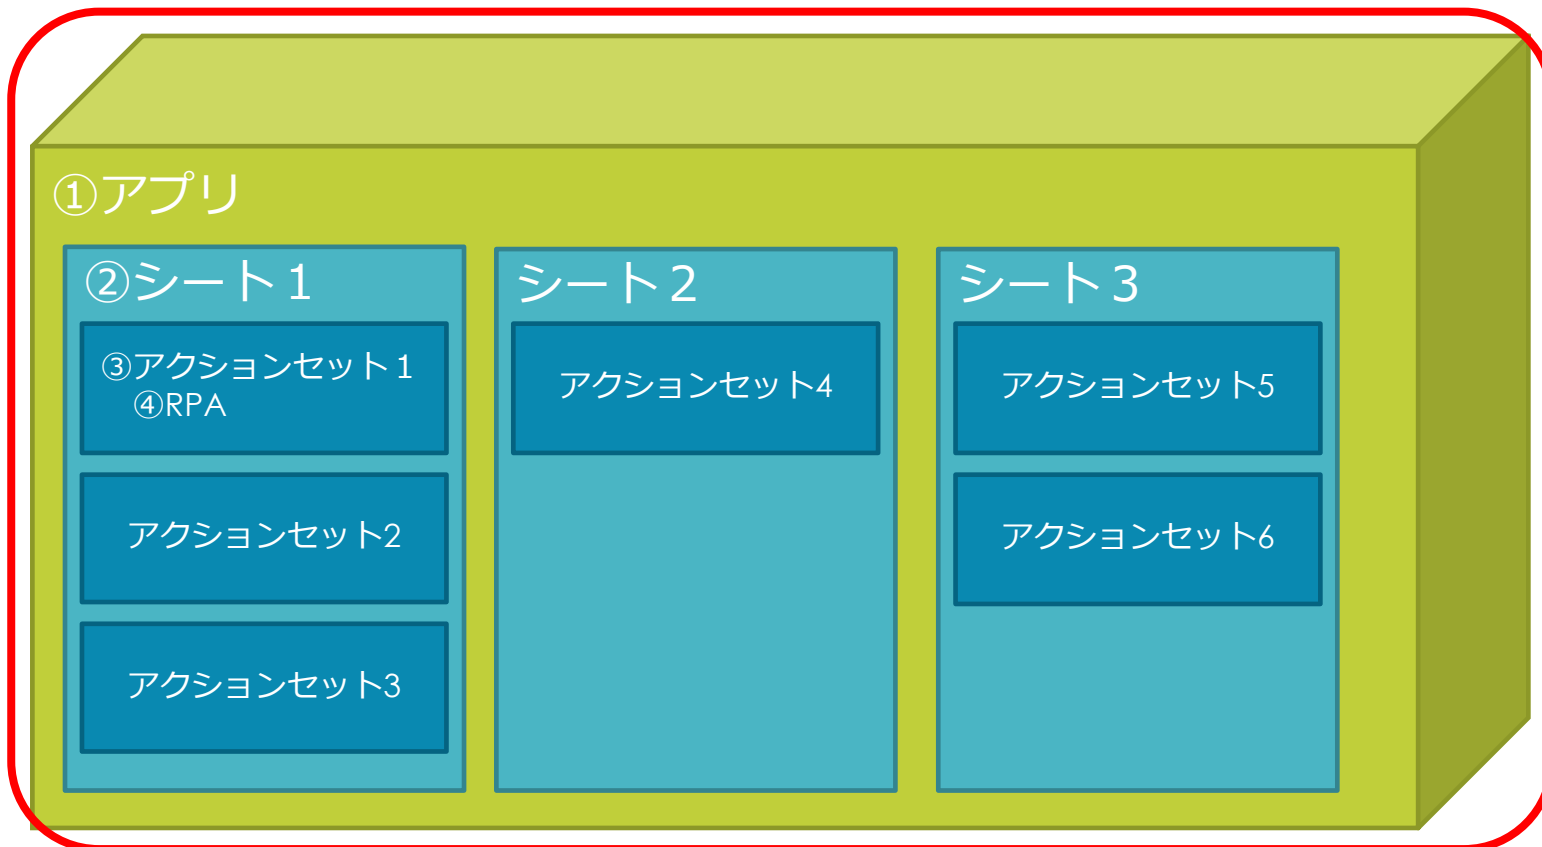 ①アプリ
②シート１
③アクションセット１
④RPA
アクションセット2
アクションセット3
シート２
アクションセット4
シート３
アクションセット5
アクションセット6